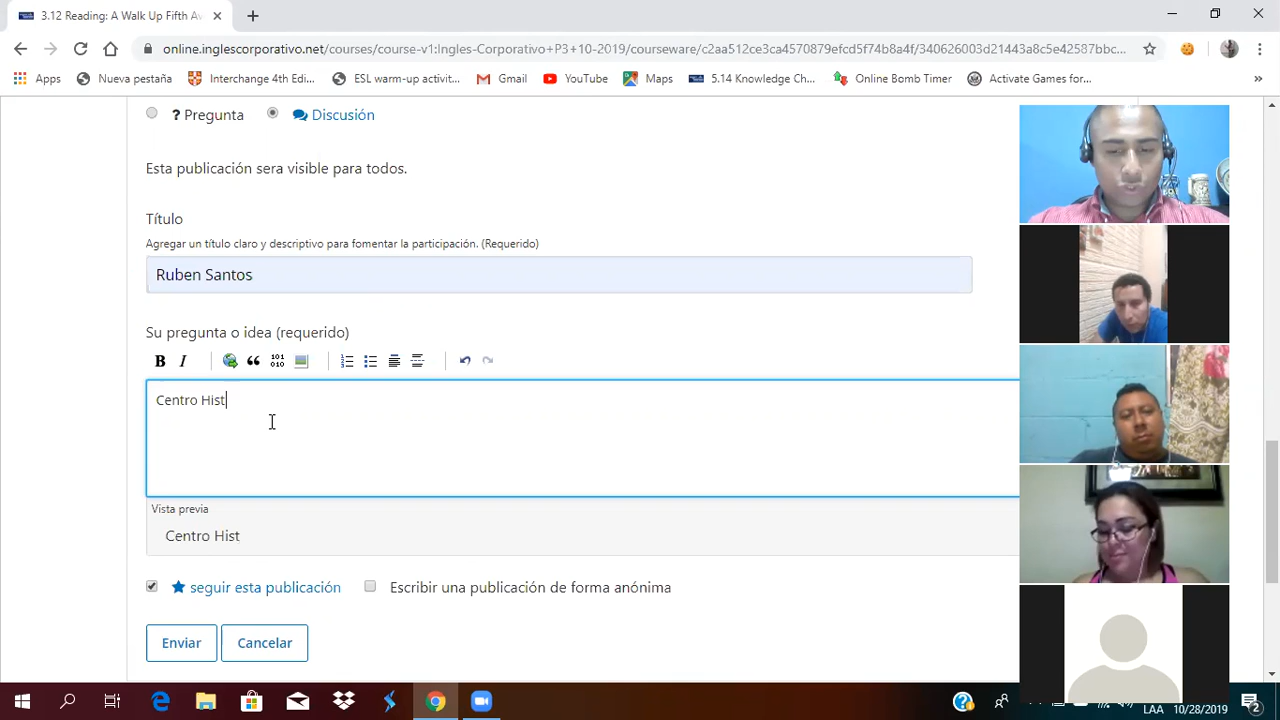 3.12 Reading: A Walk Up Fifth Av
online.inglescorporativo.net/courses/course-v1:Ingles-Corporativo+P3+10-2019/courseware/c2aa512ce3ca4570879efcd5f74b8a4f/340626003d21443a8c5e42587bbc...
Apps Nueva pestaña Interchange 4th Edi... ESL warm-up activit... Gmail YouTube Maps 5.14 Knowledge Ch... Online Bomb Timer Activate Games for... »
? Pregunta Discusión
Esta publicación sera visible para todos.
Título
Agregar un título claro y descriptivo para fomentar la participación. (Requerido)
Ruben Santos
Su pregunta o idea (requerido)
B I
Centro Hist
Vista previa
Centro Hist
seguir esta publicación Escribir una publicación de forma anónima
Enviar Cancelar
LAA 10/28/2019 2